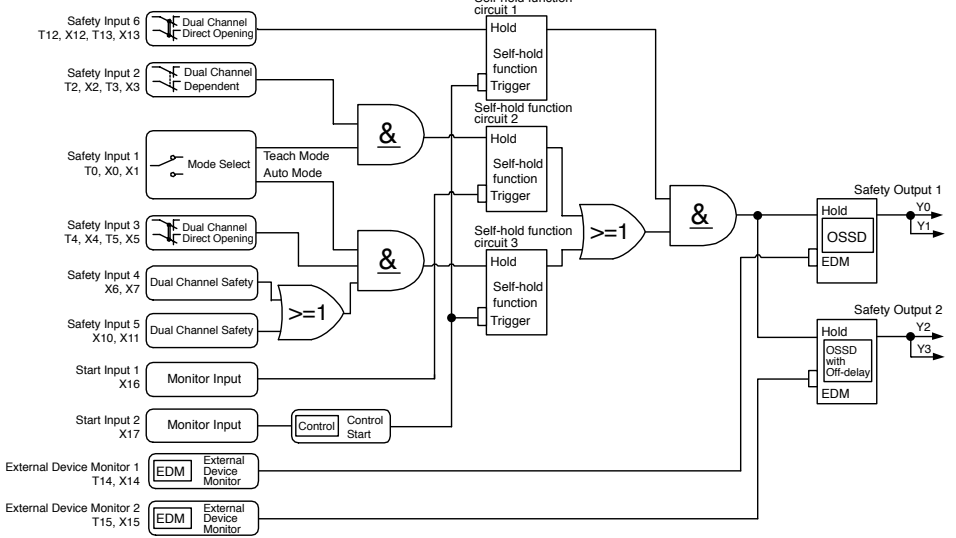 Self-hold function
circuit 1
Safety Input 6
T12, X12, T13, X13
Dual Channel
Direct Opening
Hold
Self-hold
function
Trigger
Safety Input 2
T2, X2, T3, X3
Dual Channel
Dependent
Self-hold function
circuit 2
&
Hold
Self-hold
function
Trigger
Safety Input 1
T0, X0, X1
Mode Select
Teach Mode
Auto Mode
Safety Input 3
T4, X4, T5, X5
Dual Channel
Direct Opening
&
Self-hold function
circuit 3
Hold
Self-hold
function
Trigger
>=1
&
Safety Output 1
Hold
OSSD
EDM
Y0
Y1
Safety Input 4
X6, X7
Dual Channel Safety
>=1
Safety Input 5
X10, X11
Dual Channel Safety
Safety Output 2
Hold
OSSD
with
Off-delay
EDM
Y2
Y3
Start Input 1
X16
Monitor Input
Start Input 2
X17
Monitor Input
Control
Control
Start
External Device Monitor 1
T14, X14
EDM
External
Device
Monitor
External Device Monitor 2
T15, X15
EDM
External
Device
Monitor